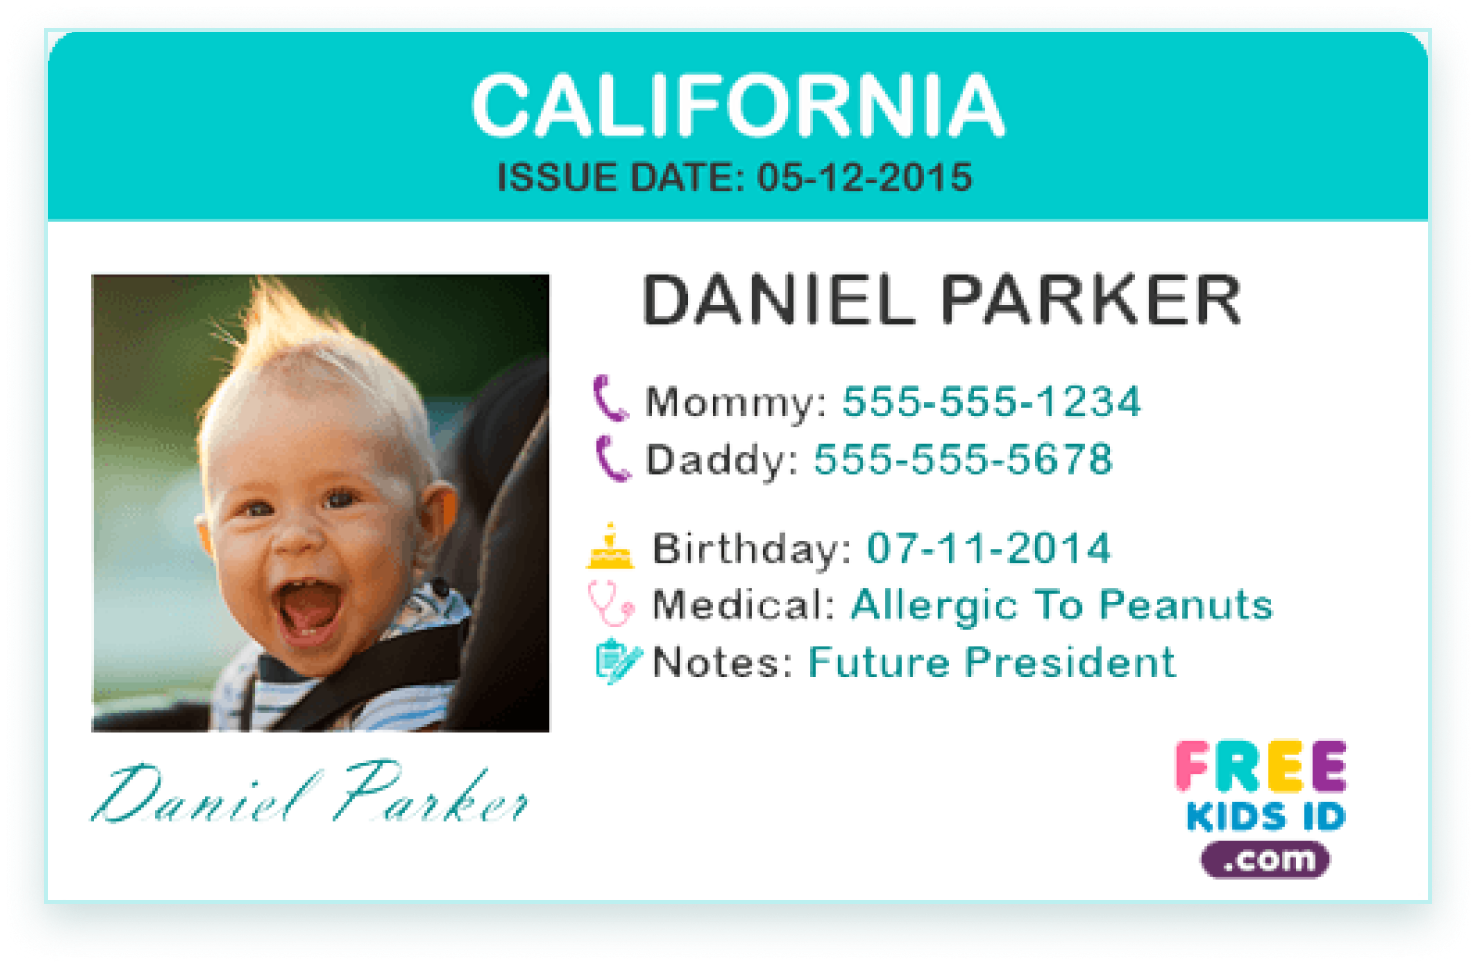 CALIFORNIA
ISSUE DATE: 05-12-2015
DANIEL PARKER
Mommy: 555-555-1234
Daddy: 555-555-5678
Birthday: 07-11-2014
Medical: Allergic To Peanuts
Notes: Future President
Daniel Parker
FREE
KIDS ID
.com